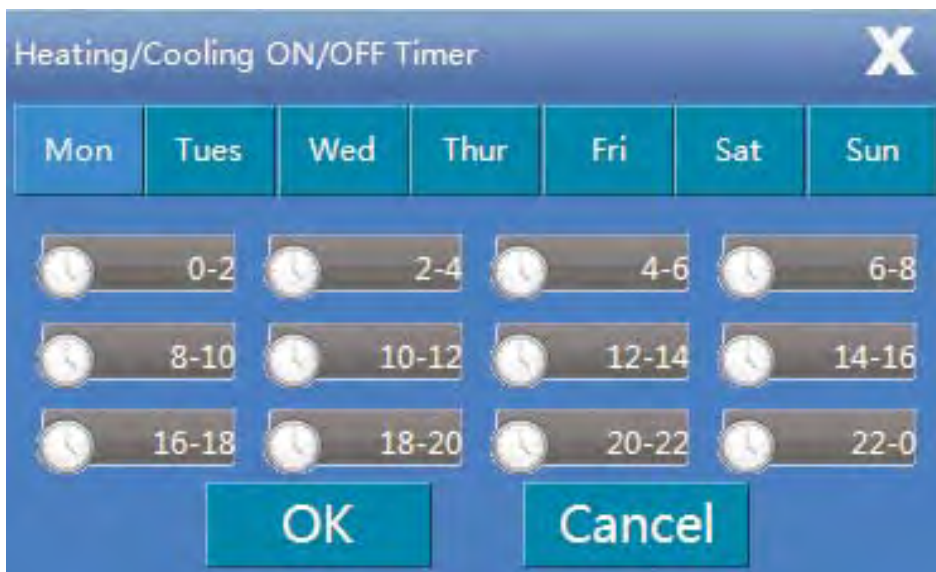 Heating/Cooling ON/OFF Timer X
Mon Tues Wed Thur Fri Sat Sun
0-2 2-4 4-6 6-8
8-10 10-12 12-14 14-16
16-18 18-20 20-22 22-0
OK Cancel